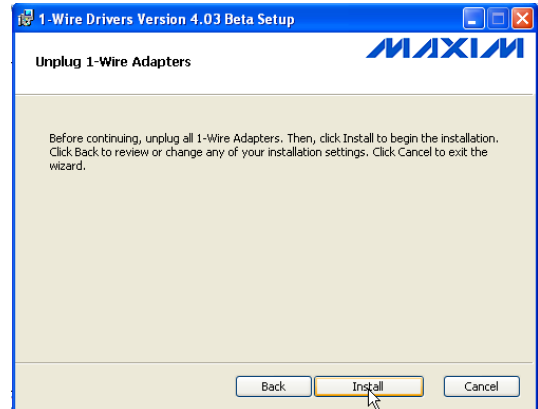 1-Wire Drivers Version 4.03 Beta Setup
MAXIM
Unplug 1-Wire Adapters
Before continuing, unplug all 1-Wire Adapters. Then, click Install to begin the installation.
Click Back to review or change any of your installation settings. Click Cancel to exit the
wizard.
Back Install Cancel